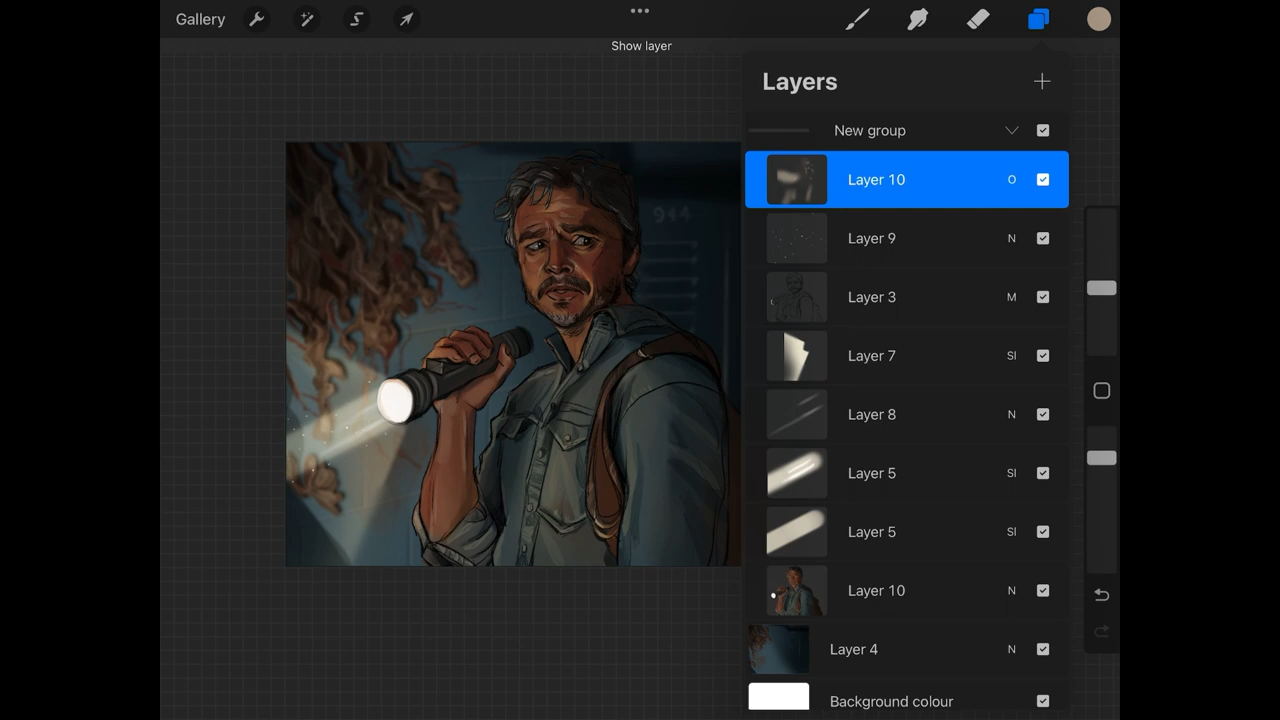 Gallery
Show layer
Layers
New group
Layer 10 O
Layer 9 N
Layer 3 M
Layer 7 Sl
Layer 8 N
Layer 5 Sl
Layer 5 Sl
Layer 10 N
Layer 4 N
Background colour
944